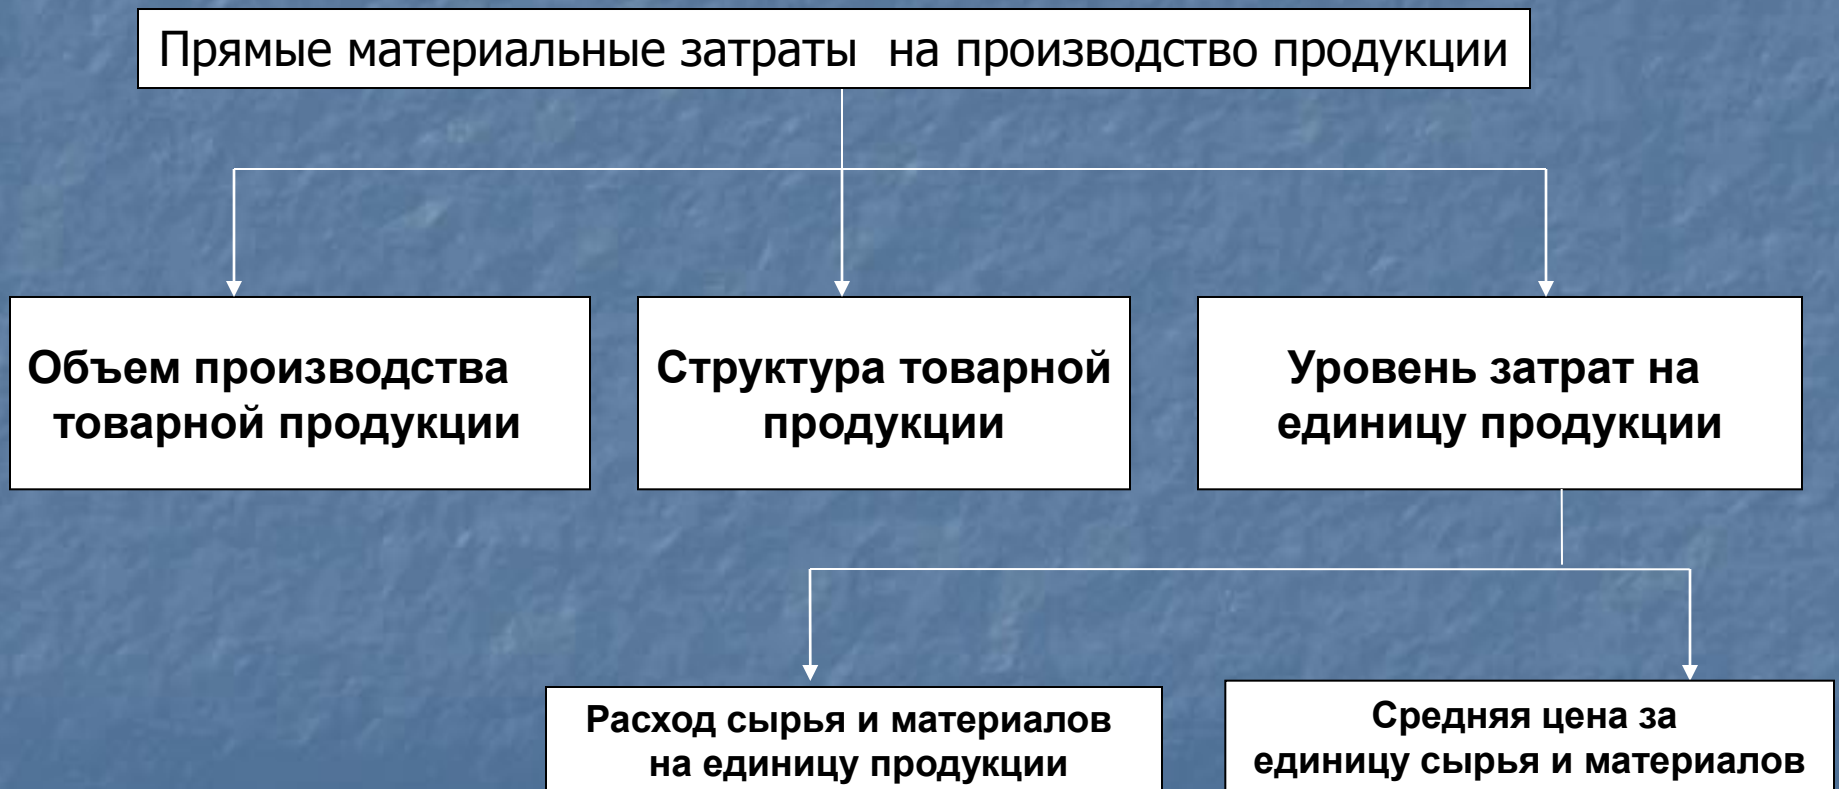 Прямые материальные затраты на производство продукции
Объем производства
товарной продукции
Структура товарной
продукции
Уровень затрат на
единицу продукции
Расход сырья и материалов
на единицу продукции
Средняя цена за
единицу сырья и материалов